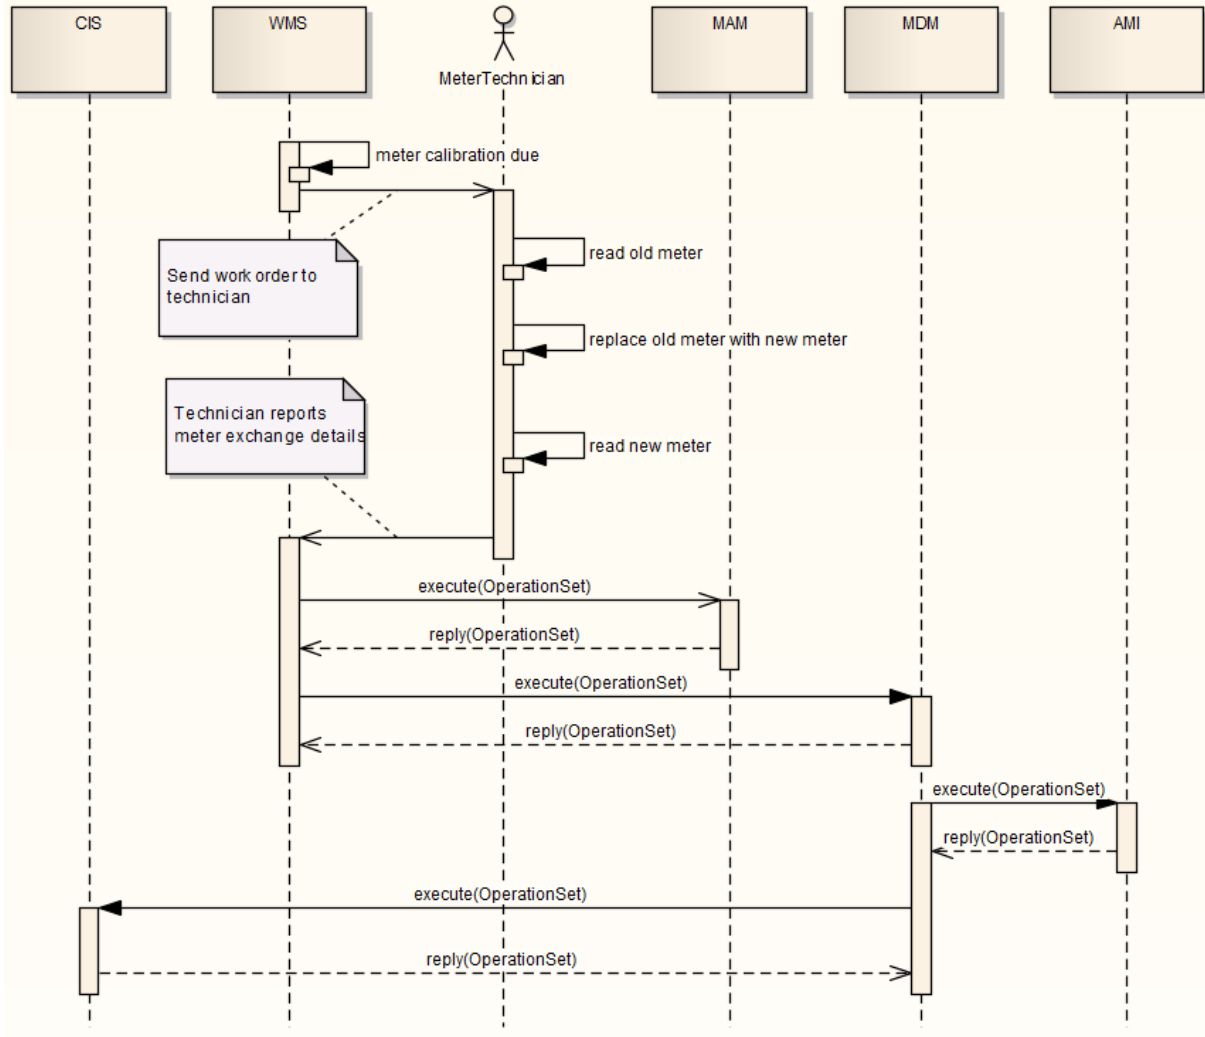 CIS
WMS
MeterTechnician
MAM
MDM
AMI
meter calibration due
read old meter
Send work order to
technician
replace old meter with new meter
Technician reports
meter exchange details
read new meter
execute(OperationSet)
reply(OperationSet)
execute(OperationSet)
reply(OperationSet)
execute(OperationSet)
reply(OperationSet)
execute(OperationSet)
reply(OperationSet)